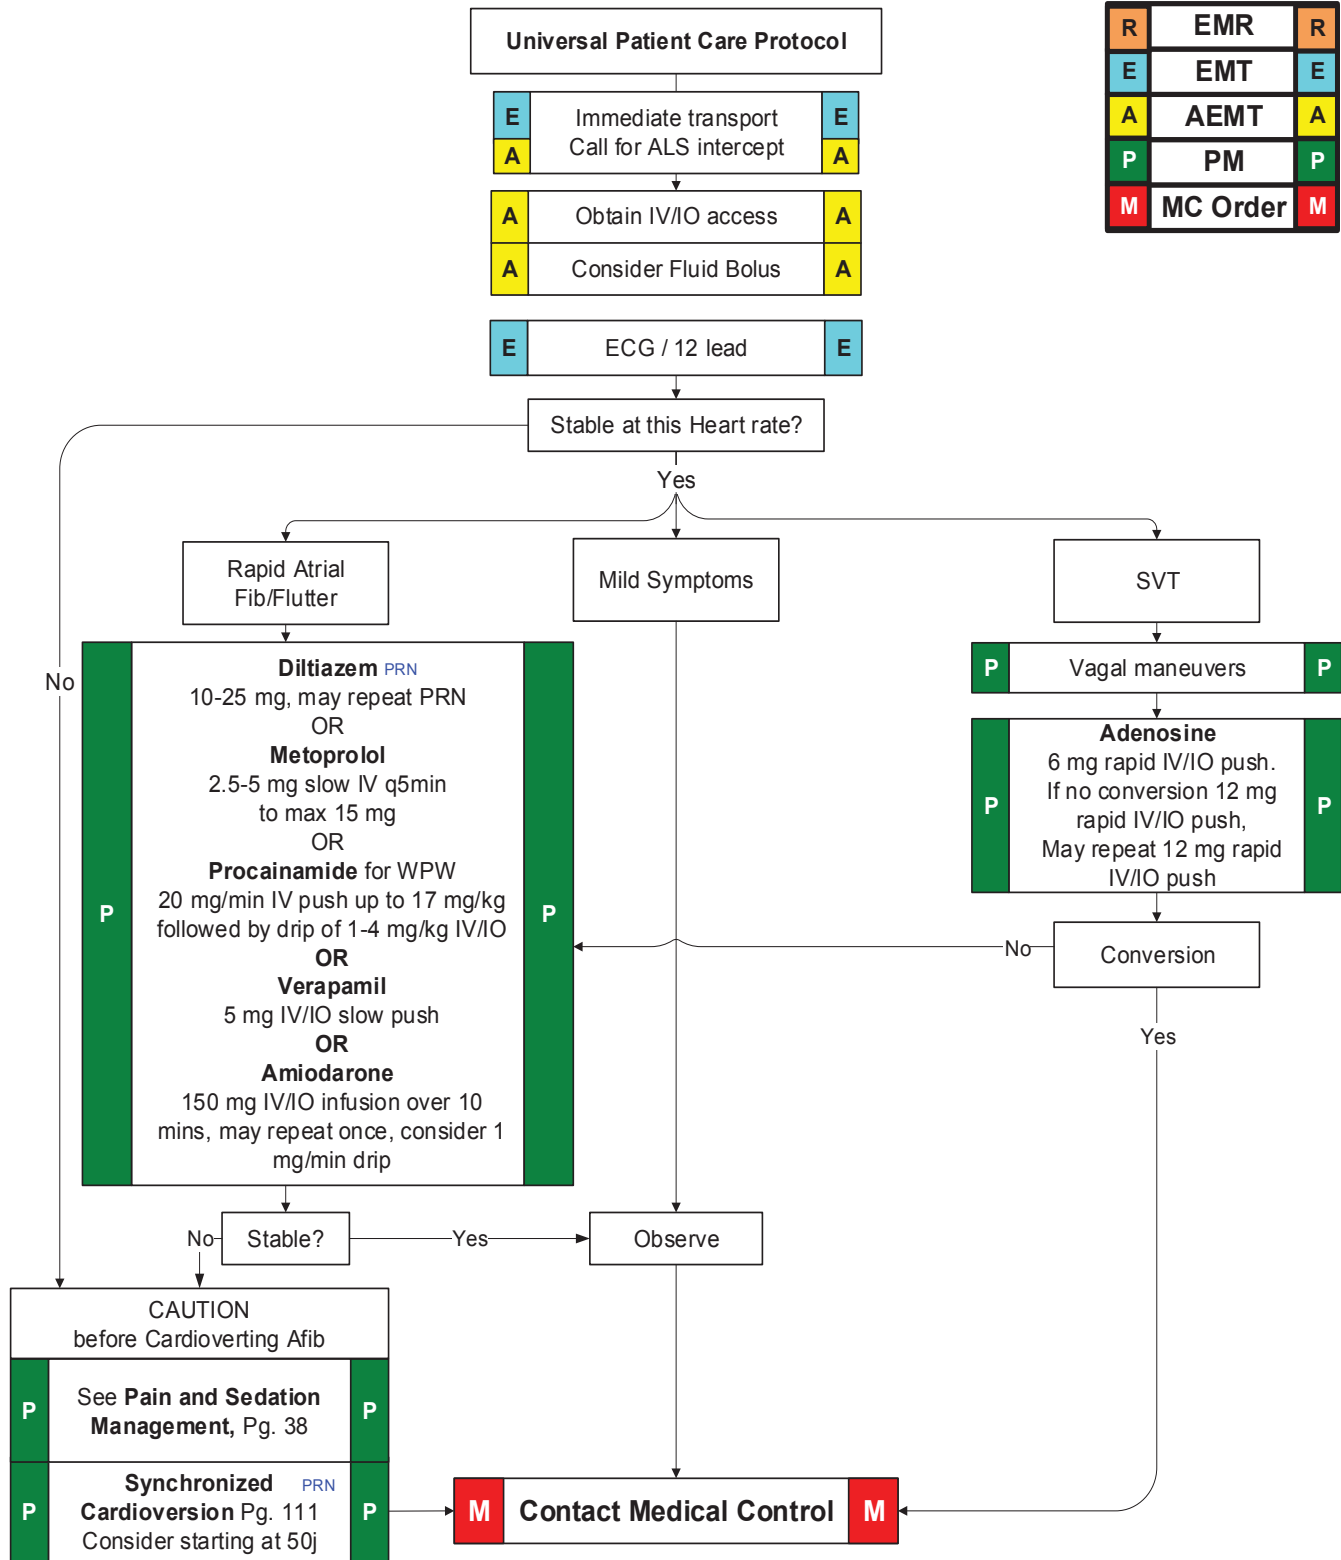 Universal Patient Care Protocol
R EMR R
E EMT E
A AEMT A
P PM P
M MC Order M
E Immediate transport E
A Call for ALS intercept A
A Obtain IV/IO access A
A Consider Fluid Bolus A
E ECG / 12 lead E
Stable at this Heart rate?
Yes
No
Rapid Atrial
Fib/Flutter
Mild Symptoms
SVT
P Vagal maneuvers P
Diltiazem PRN
10-25 mg, may repeat PRN
OR
Metoprolol
2.5-5 mg slow IV q5min
to max 15 mg
OR
Procainamide for WPW
P 20 mg/min IV push up to 17 mg/kg P
followed by drip of 1-4 mg/kg IV/IO
OR
Verapamil
5 mg IV/IO slow push
OR
Amiodarone
150 mg IV/IO infusion over 10
mins, may repeat once, consider 1
mg/min drip
Adenosine
6 mg rapid IV/IO push.
P If no conversion 12 mg P
rapid IV/IO push,
May repeat 12 mg rapid
IV/IO push
No
Conversion
Yes
No
Stable?
Yes
Observe
CAUTION
before Cardioverting Afib
P See Pain and Sedation P
Management, Pg. 38
Synchronized PRN
P Cardioversion Pg. 111 P
Consider starting at 50j
M Contact Medical Control M